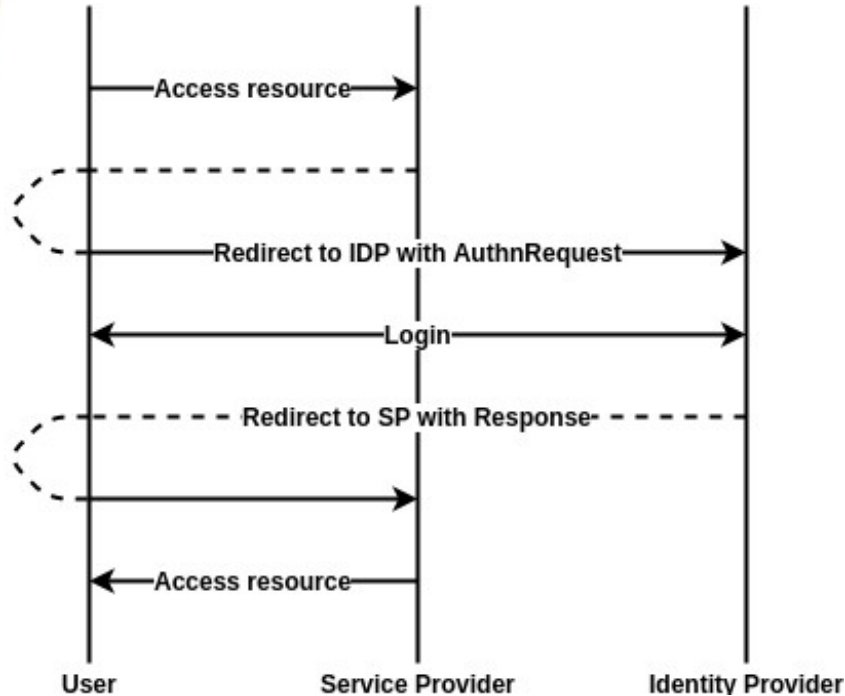 Access resource
Redirect to IDP with AuthnRequest
Login
Redirect to SP with Response
Access resource
User Service Provider Identity Provider